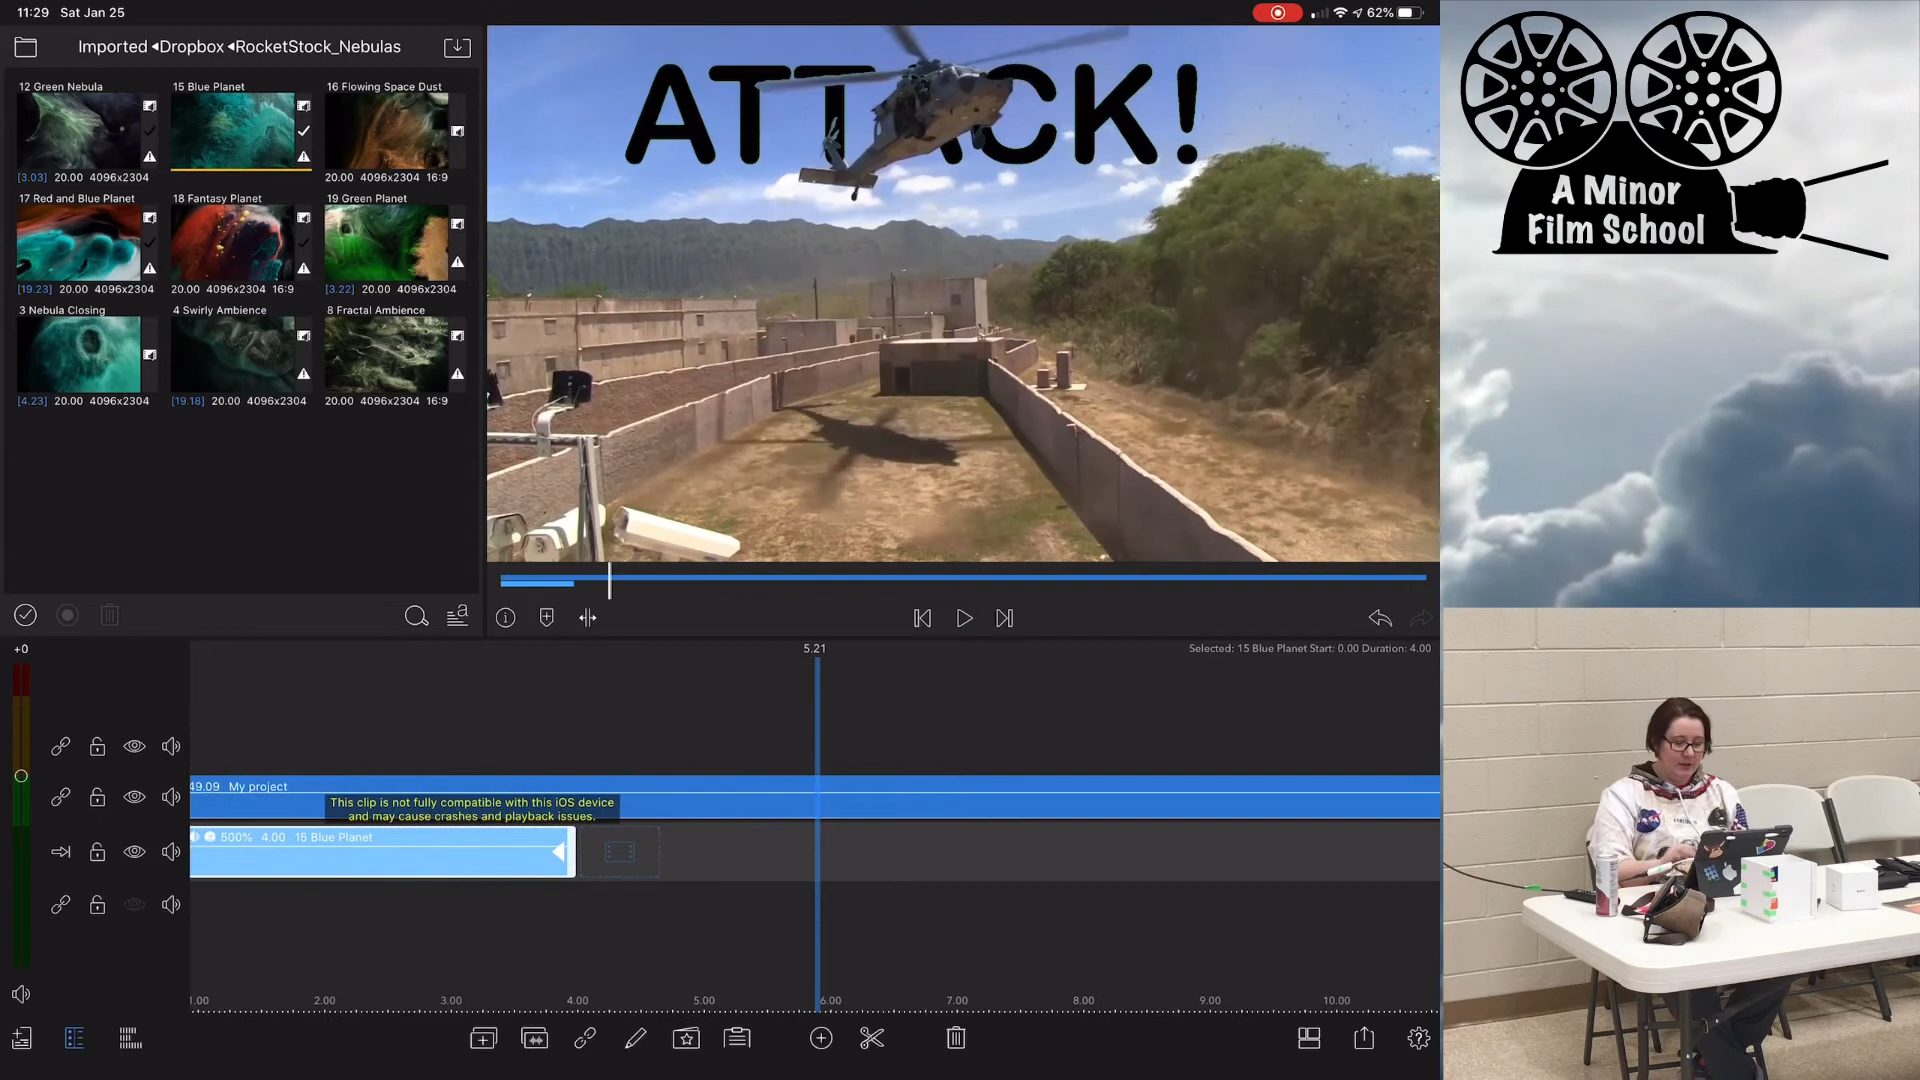 11:29 Sat Jan 25
62%
Imported ◂Dropbox ◂RocketStock_Nebulas
12 Green Nebula
15 Blue Planet
16 Flowing Space Dust
[3.03] 20.00 4096x2304
20.00 4096x2304 16:9
17 Red and Blue Planet
18 Fantasy Planet
19 Green Planet
[19.23] 20.00 4096x2304
20.00 4096x2304 16:9
[3.22] 20.00 4096x2304
3 Nebula Closing
4 Swirly Ambience
8 Fractal Ambience
[4.23] 20.00 4096x2304
[19.18] 20.00 4096x2304
20.00 4096x2304 16:9
ATTACK!
A Minor
Film School
+0
5.21
Selected: 15 Blue Planet Start: 0.00 Duration: 4.00
49.09 My project
This clip is not fully compatible with this iOS device
and may cause crashes and playback issues.
500% 4.00 15 Blue Planet
1.00 2.00 3.00 4.00 5.00 6.00 7.00 8.00 9.00 10.00